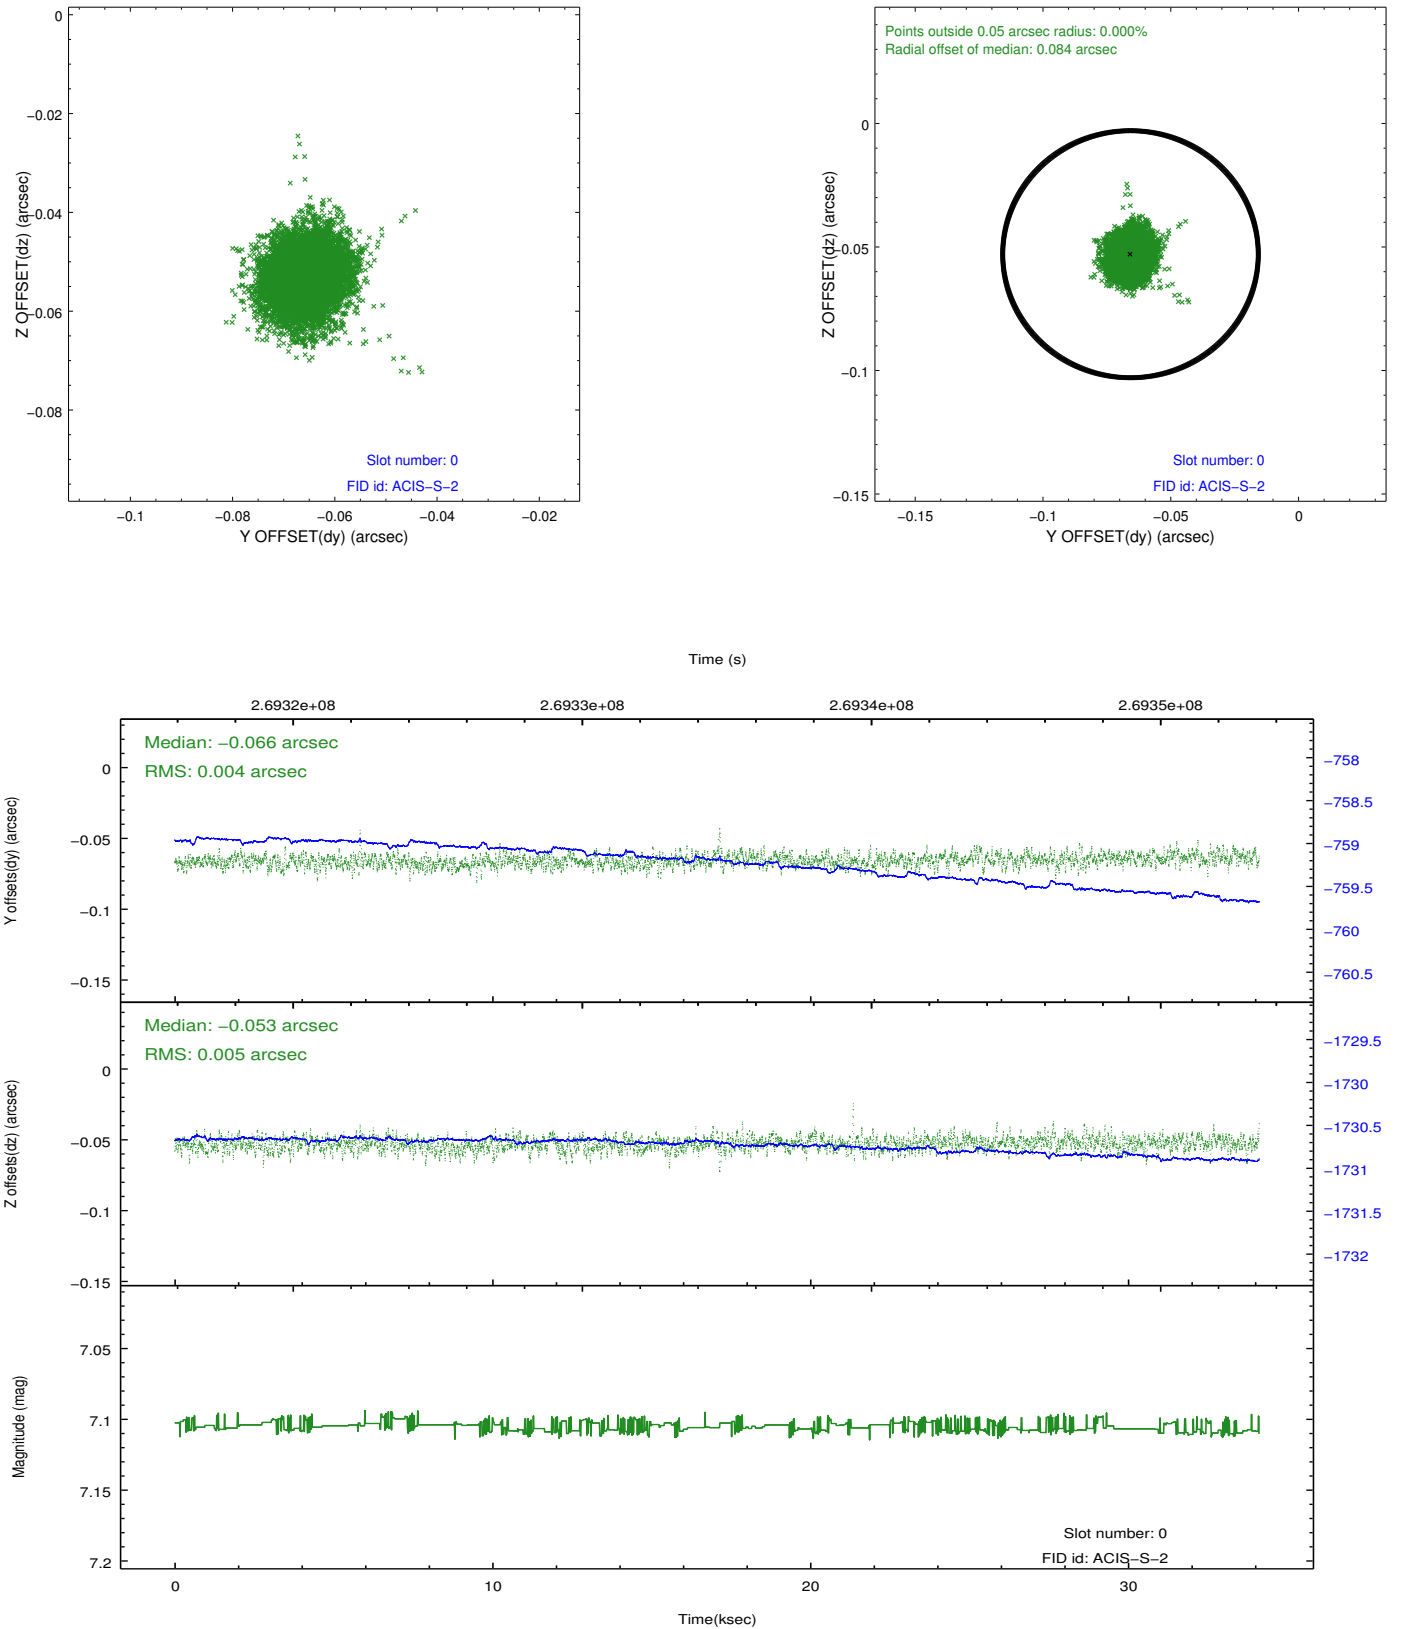 0
−0.02
−0.04
−0.06
−0.08
Z OFFSET(dz) (arcsec)
Slot number: 0
FID id: ACIS−S−2
−0.1
−0.08
−0.06
−0.04
−0.02
Y OFFSET(dy) (arcsec)
Points outside 0.05 arcsec radius: 0.000%
Radial offset of median: 0.084 arcsec
0
−0.05
−0.1
−0.15
Z OFFSET(dz) (arcsec)
Slot number: 0
FID id: ACIS−S−2
−0.15
−0.1
−0.05
0
Y OFFSET(dy) (arcsec)
Time (s)
2.6932e+08
2.6933e+08
2.6934e+08
2.6935e+08
Median: −0.066 arcsec
RMS: 0.004 arcsec
0
−0.05
−0.1
−0.15
Y offsets(dy) (arcsec)
−758
−758.5
−759
−759.5
−760
−760.5
Median: −0.053 arcsec
RMS: 0.005 arcsec
0
−0.05
−0.1
−0.15
Z offsets(dz) (arcsec)
−1729.5
−1730
−1730.5
−1731
−1731.5
−1732
7.05
7.1
7.15
7.2
Magnitude (mag)
Slot number: 0
FID id: ACIS−S−2
0
10
20
30
Time(ksec)